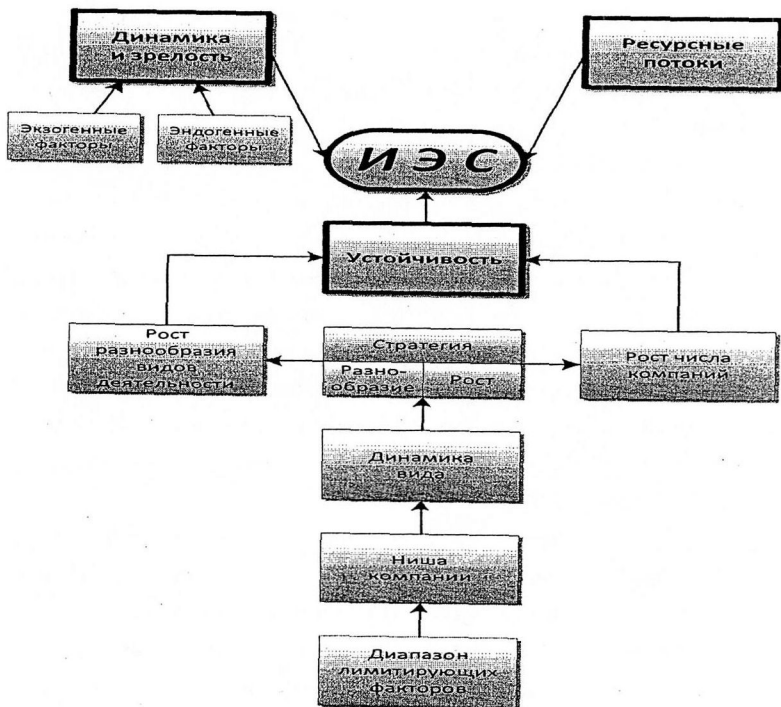 Динамика
и зрелость
Ресурсные
потоки
Экзогенные
факторы
Эндогенные
факторы
И Э С
Устойчивость
Рост
разнообразия
видов
деятельности
Стратегия
Разно-
образие
Рост
Рост числа
компаний
Динамика
вида
Ниша
компании
Диапазон
лимитирующих
факторов